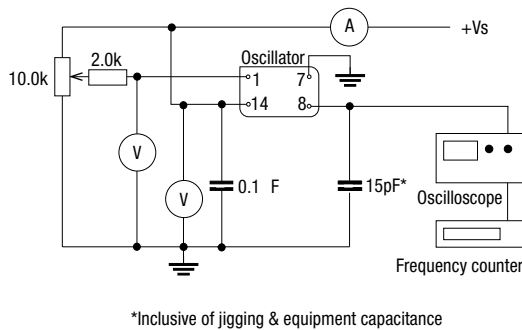 A
+Vs
Oscillator
10.0k
2.0k
1
7
14
8
V
V
0.1 F
15pF*
Oscilloscope
Frequency counter
*Inclusive of jigging & equipment capacitance